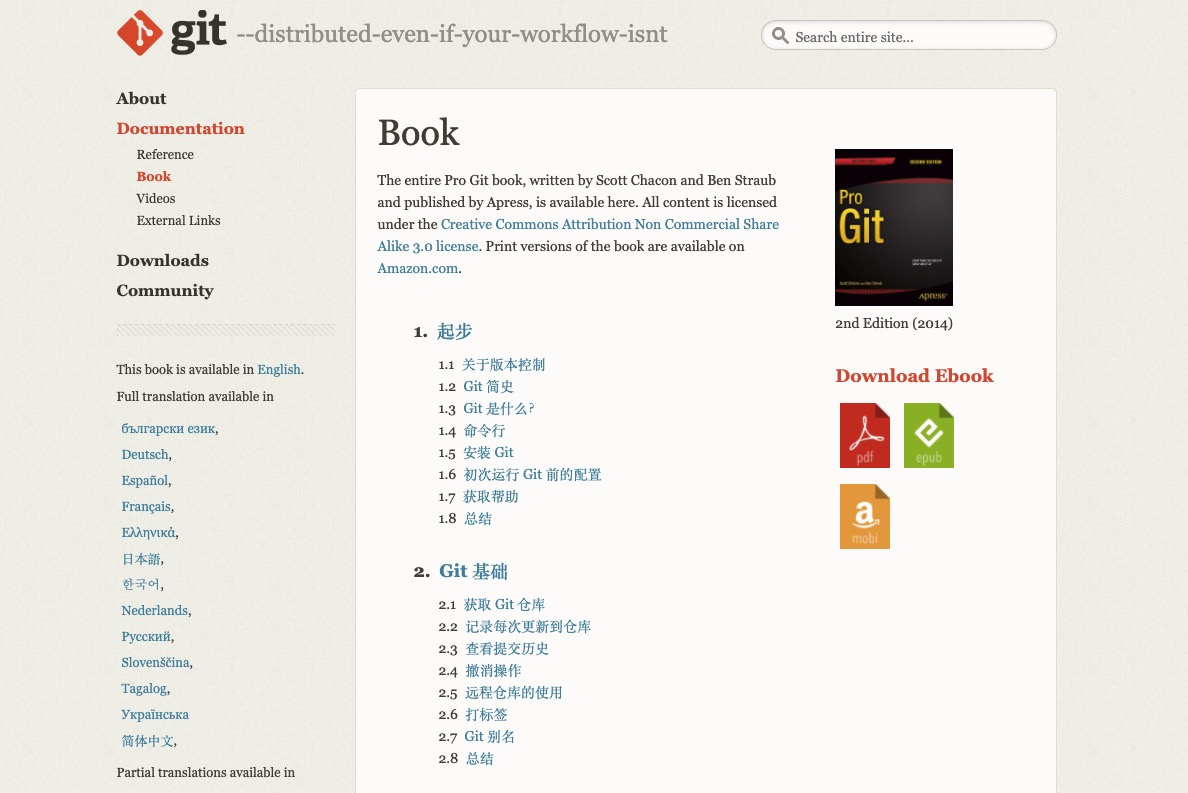 git --distributed-even-if-your-workflow-isnt
Search entire site...
About
Documentation
Reference
Book
Videos
External Links
Downloads
Community
This book is available in English.
Full translation available in
български език,
Deutsch,
Español,
Français,
Ελληνικά,
日本語,
한국어,
Nederlands,
Русский,
Slovenščina,
Tagalog,
Українська
简体中文,
Partial translations available in
Book
The entire Pro Git book, written by Scott Chacon and Ben Straub
and published by Apress, is available here. All content is licensed
under the Creative Commons Attribution Non Commercial Share
Alike 3.0 license. Print versions of the book are available on
Amazon.com.
1. 起步
1.1 关于版本控制
1.2 Git 简史
1.3 Git 是什么？
1.4 命令行
1.5 安装 Git
1.6 初次运行 Git 前的配置
1.7 获取帮助
1.8 总结
2. Git 基础
2.1 获取 Git 仓库
2.2 记录每次更新到仓库
2.3 查看提交历史
2.4 撤消操作
2.5 远程仓库的使用
2.6 打标签
2.7 Git 别名
2.8 总结
SECOND EDITION
Pro
Git
Scott Chacon and Ben Straub
Apress
2nd Edition (2014)
Download Ebook
pdf
epub
mobi